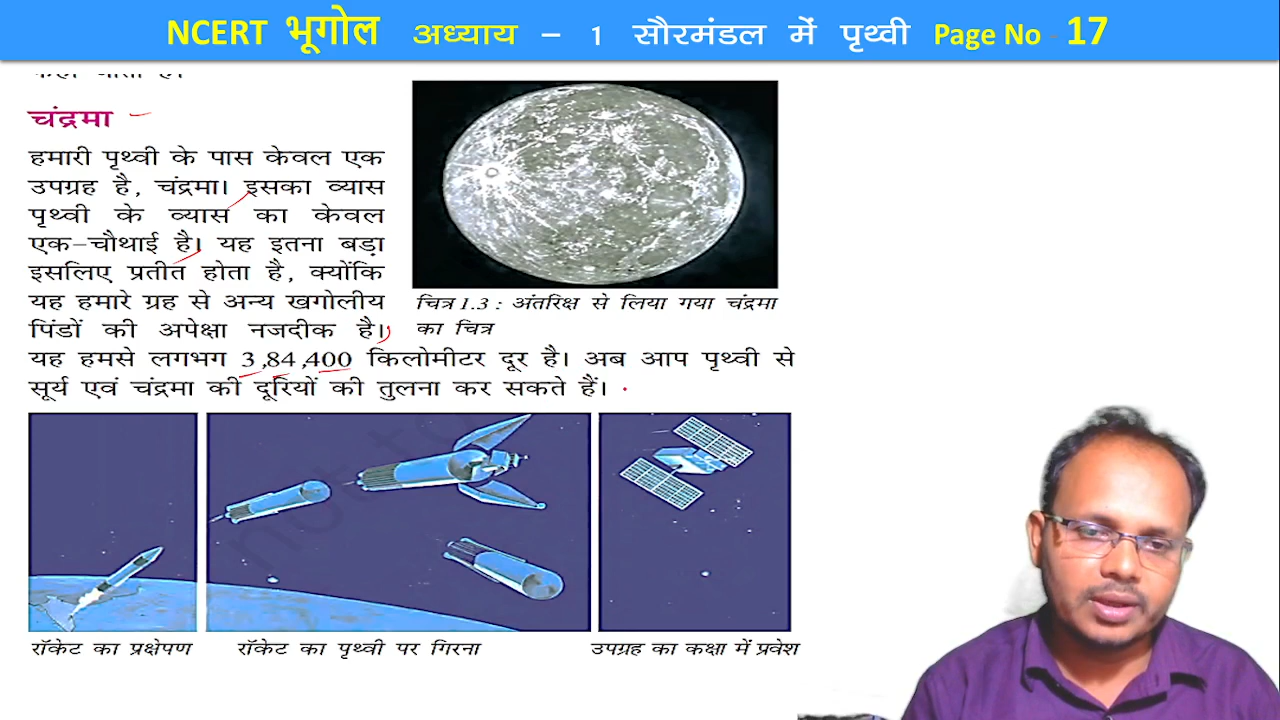 NCERT भूगोल अध्याय – 1 सौरमंडल में पृथ्वी Page No - 17
चंद्रमा
हमारी पृथ्वी के पास केवल एक
उपग्रह है, चंद्रमा। इसका व्यास
पृथ्वी के व्यास का केवल
एक–चौथाई है। यह इतना बड़ा
इसलिए प्रतीत होता है, क्योंकि
यह हमारे ग्रह से अन्य खगोलीय
पिंडों की अपेक्षा नजदीक है।
यह हमसे लगभग 3,84,400 किलोमीटर दूर है। अब आप पृथ्वी से
सूर्य एवं चंद्रमा की दूरियों की तुलना कर सकते हैं।
चित्र 1.3 : अंतरिक्ष से लिया गया चंद्रमा
का चित्र
रॉकेट का प्रक्षेपण
रॉकेट का पृथ्वी पर गिरना
उपग्रह का कक्षा में प्रवेश